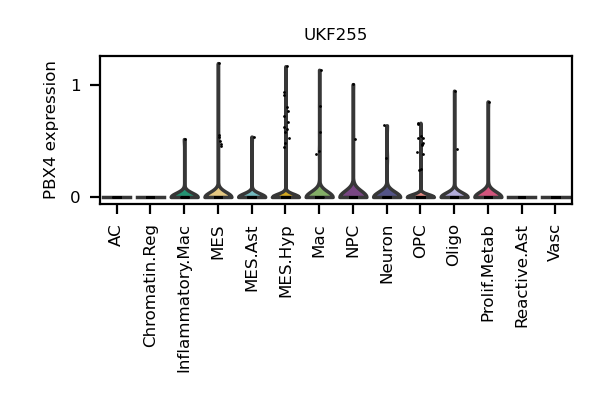 UKF255
PBX4 expression
1
0
AC
Chromatin.Reg
Inflammatory.Mac
MES
MES.Ast
MES.Hyp
Mac
NPC
Neuron
OPC
Oligo
Prolif.Metab
Reactive.Ast
Vasc